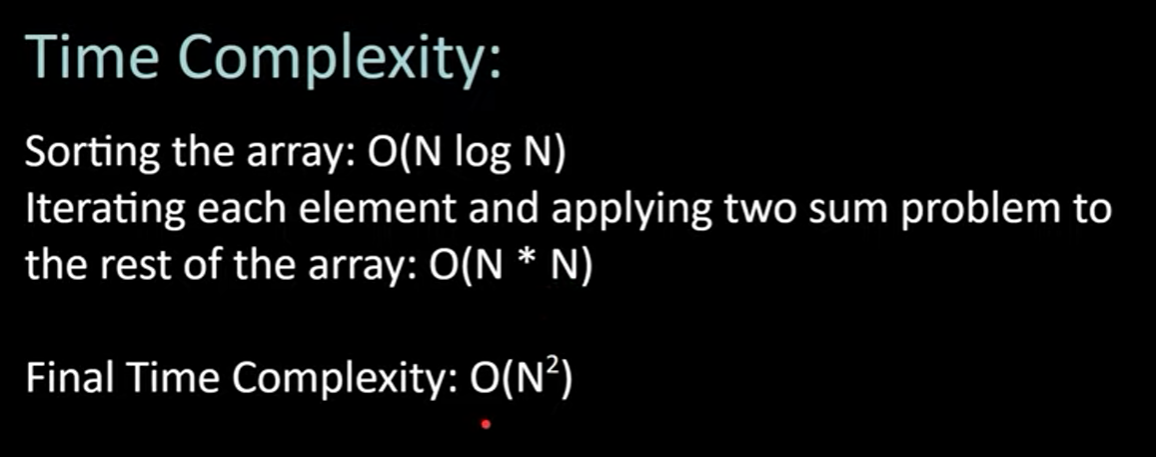 Time Complexity:
Sorting the array: O(N log N)
Iterating each element and applying two sum problem to
the rest of the array: O(N * N)
Final Time Complexity: O(N²)